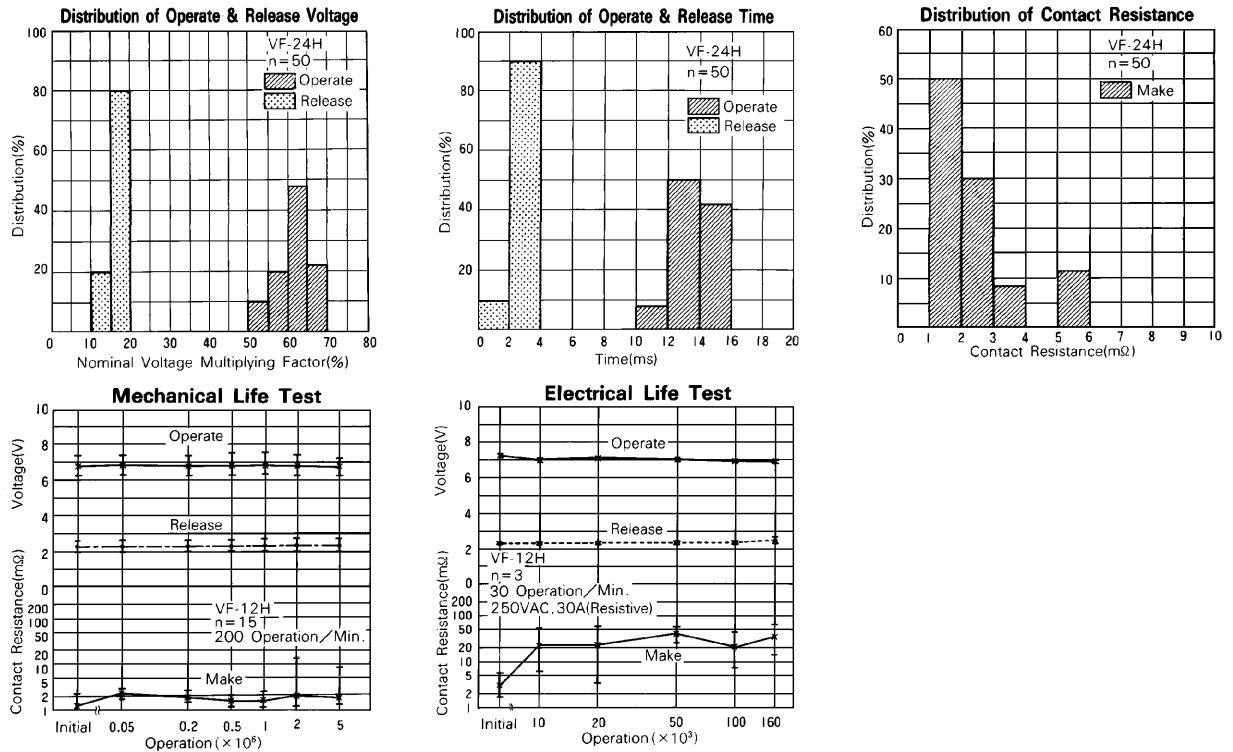 Distribution of Operate & Release Voltage
100
80
60
40
20
0 10 20 30 40 50 60 70 80
Distribution(%)
Nominal Voltage Multiplying Factor(%)
VF-24H
n=50
Operate
Release
Distribution of Operate & Release Time
100
80
60
40
20
0 2 4 6 8 10 12 14 16 18 20
Distribution(%)
Time(ms)
VF-24H
n=50
Operate
Release
Distribution of Contact Resistance
60
50
40
30
20
10
0 1 2 3 4 5 6 7 8 9 10
Distribution(%)
Contact Resistance(mΩ)
VF-24H
n=50
Make
Mechanical Life Test
10
8
6
4
2
0
Voltage(V)
Operate
Release
200
100
50
20
10
5
2
1
Contact Resistance(mΩ)
VF-12H
n=15
200 Operation/Min.
Make
Initial 0.05 0.2 0.5 1 2 5
Operation(×10⁶)
Electrical Life Test
10
8
6
4
2
0
Voltage(V)
Operate
Release
VF-12H
n=3
30 Operation/Min.
250VAC,30A(Resistive)
200
100
50
20
10
5
2
1
Contact Resistance(mΩ)
Make
Initial 10 20 50 100 160
Operation(×10³)